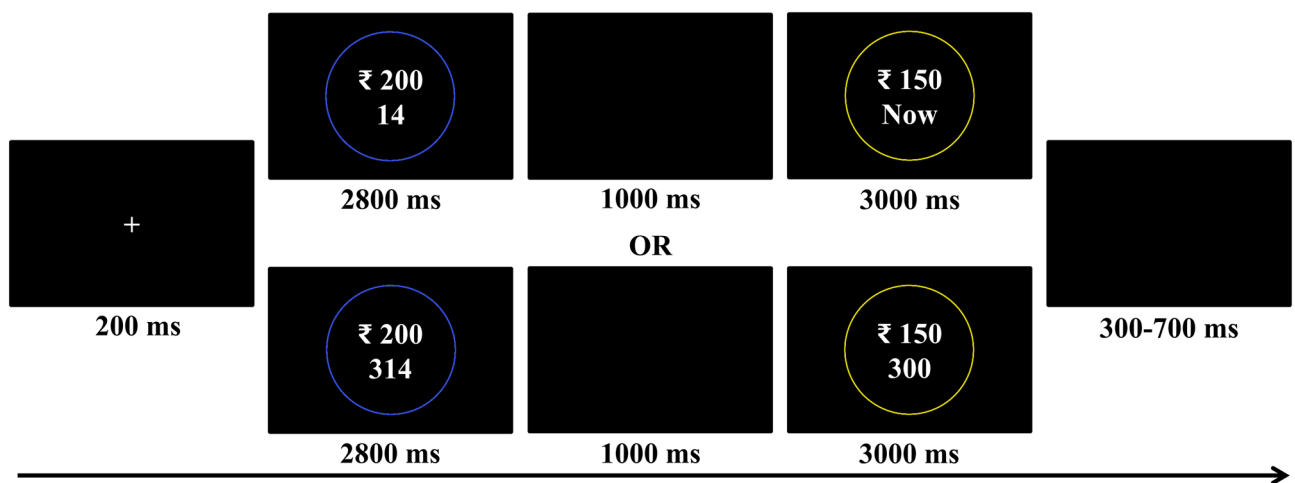 ₹ 200
14
₹ 150
Now
2800 ms
1000 ms
3000 ms
+
OR
200 ms
300-700 ms
₹ 200
314
₹ 150
300
2800 ms
1000 ms
3000 ms